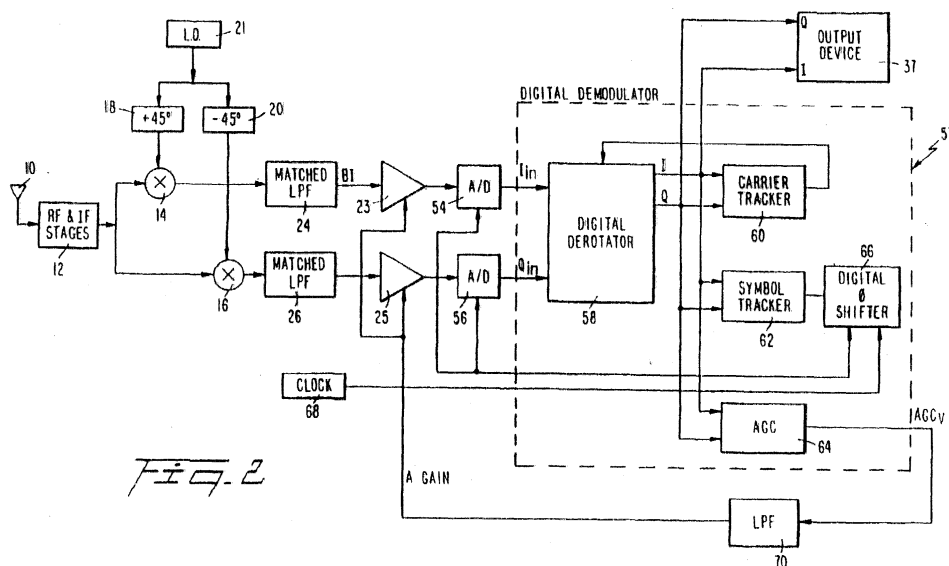 L.O.
21
Q
OUTPUT
DEVICE
I
37
DIGITAL DEMODULATOR
18
+45°
-45°
20
5
10
RF & IF
STAGES
12
14
16
MATCHED
LPF
24
BI
23
A/D
54
Iin
MATCHED
LPF
26
25
A/D
56
Qin
DIGITAL
DEROTATOR
58
I
Q
CARRIER
TRACKER
60
SYMBOL
TRACKER
62
66
DIGITAL
Ø
SHIFTER
CLOCK
68
AGC
64
AGCV
A GAIN
LPF
70
Fig. 2